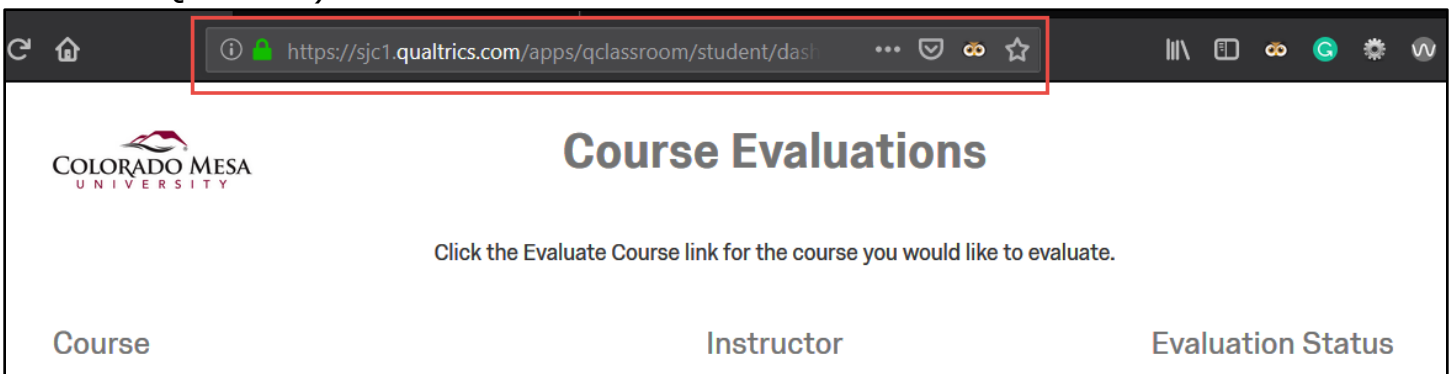 https://sjc1.qualtrics.com/apps/qclassroom/student/dash
COLORADO MESA
UNIVERSITY
Course Evaluations
Click the Evaluate Course link for the course you would like to evaluate.
Course Instructor Evaluation Status